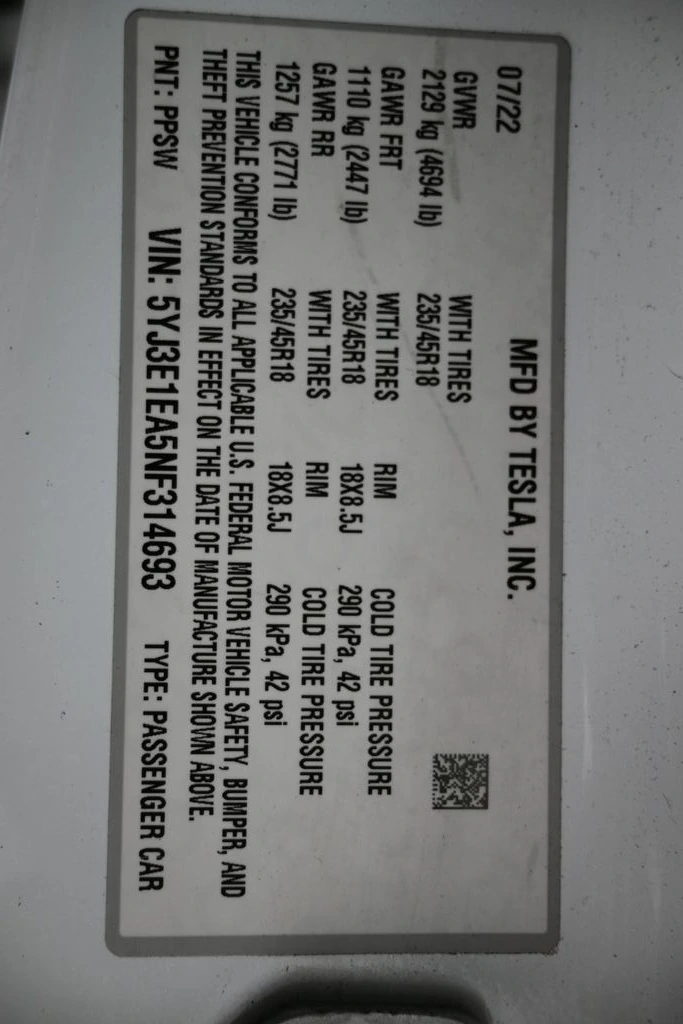 MFD BY TESLA, INC.
07/22
GVWR
2129 kg (4694 lb) WITH TIRES 235/45R18
GAWR FRT WITH TIRES RIM COLD TIRE PRESSURE
1110 kg (2447 lb) 235/45R18 18X8.5J 290 kPa, 42 psi
GAWR RR WITH TIRES RIM COLD TIRE PRESSURE
1257 kg (2771 lb) 235/45R18 18X8.5J 290 kPa, 42 psi
THIS VEHICLE CONFORMS TO ALL APPLICABLE U.S. FEDERAL MOTOR VEHICLE SAFETY, BUMPER, AND
THEFT PREVENTION STANDARDS IN EFFECT ON THE DATE OF MANUFACTURE SHOWN ABOVE.
PNT: PPSW VIN: 5YJ3E1EA5NF314693 TYPE: PASSENGER CAR